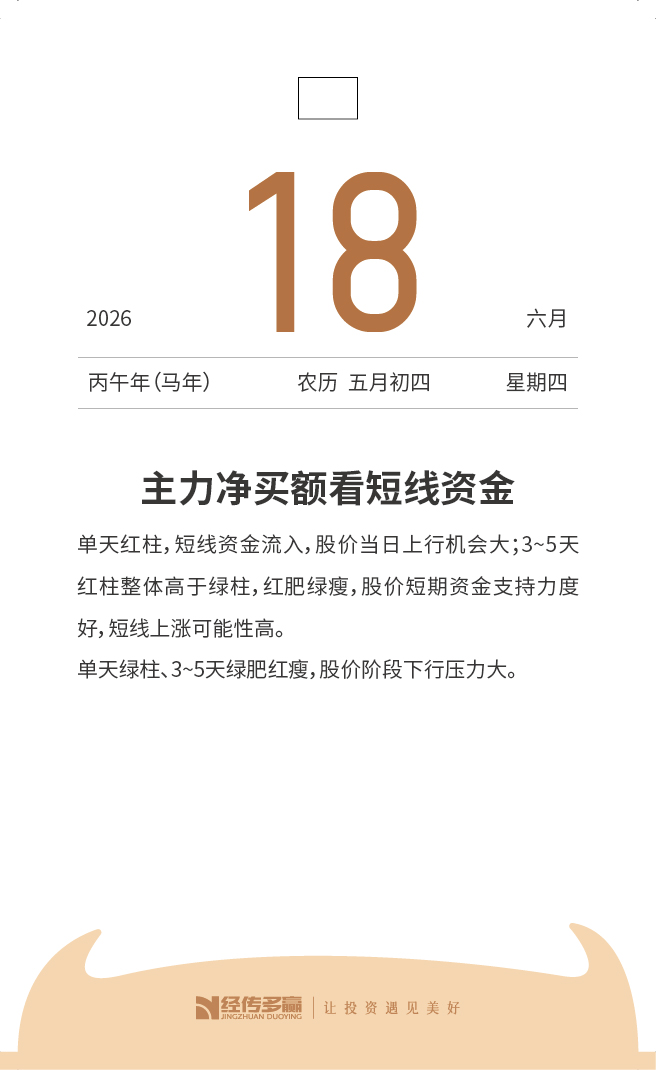 18
2026
六月
丙午年（马年）
农历 五月初四
星期四
主力净买额看短线资金
单天红柱，短线资金流入，股价当日上行机会大；3~5天
红柱整体高于绿柱，红肥绿瘦，股价短期资金支持力度
好，短线上涨可能性高。
单天绿柱、3~5天绿肥红瘦，股价阶段下行压力大。
经传多赢
JINGZHUAN DUOYING
让投资遇见美好